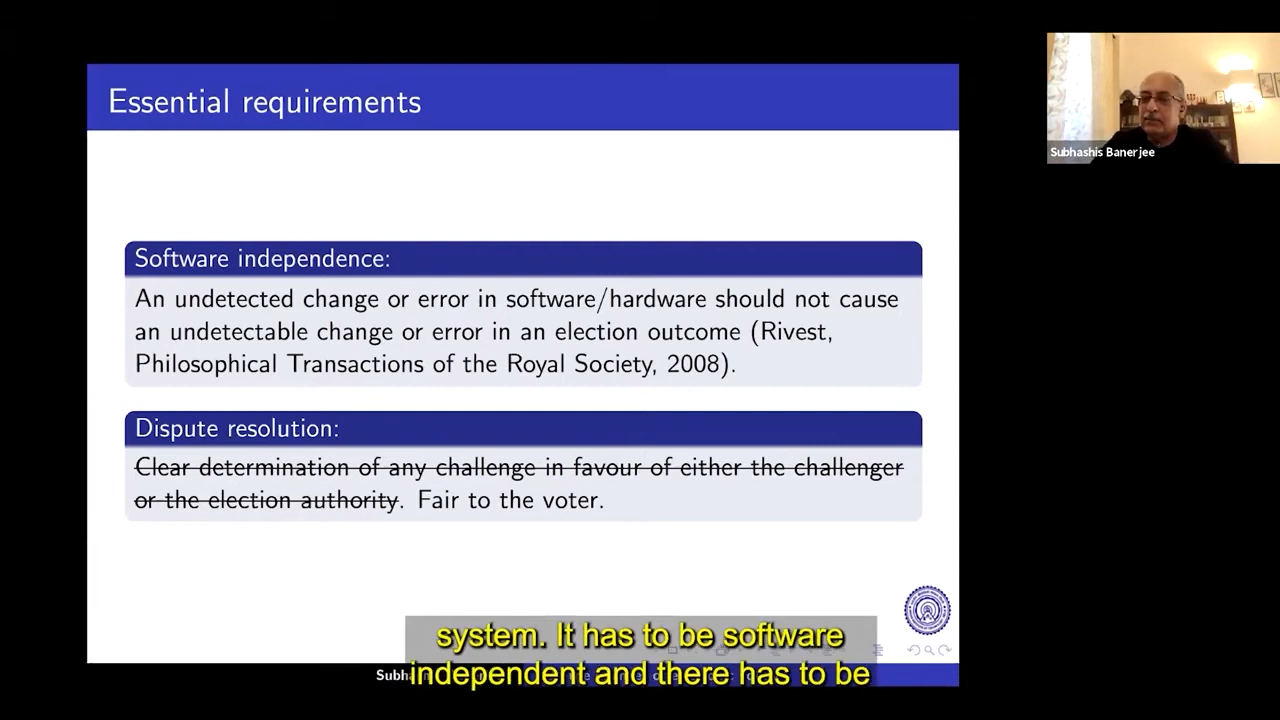 Essential requirements
Subhashis Banerjee
Software independence:
An undetected change or error in software/hardware should not cause
an undetectable change or error in an election outcome (Rivest,
Philosophical Transactions of the Royal Society, 2008).
Dispute resolution:
Clear determination of any challenge in favour of either the challenger
or the election authority. Fair to the voter.
system. It has to be software
independent and there has to be